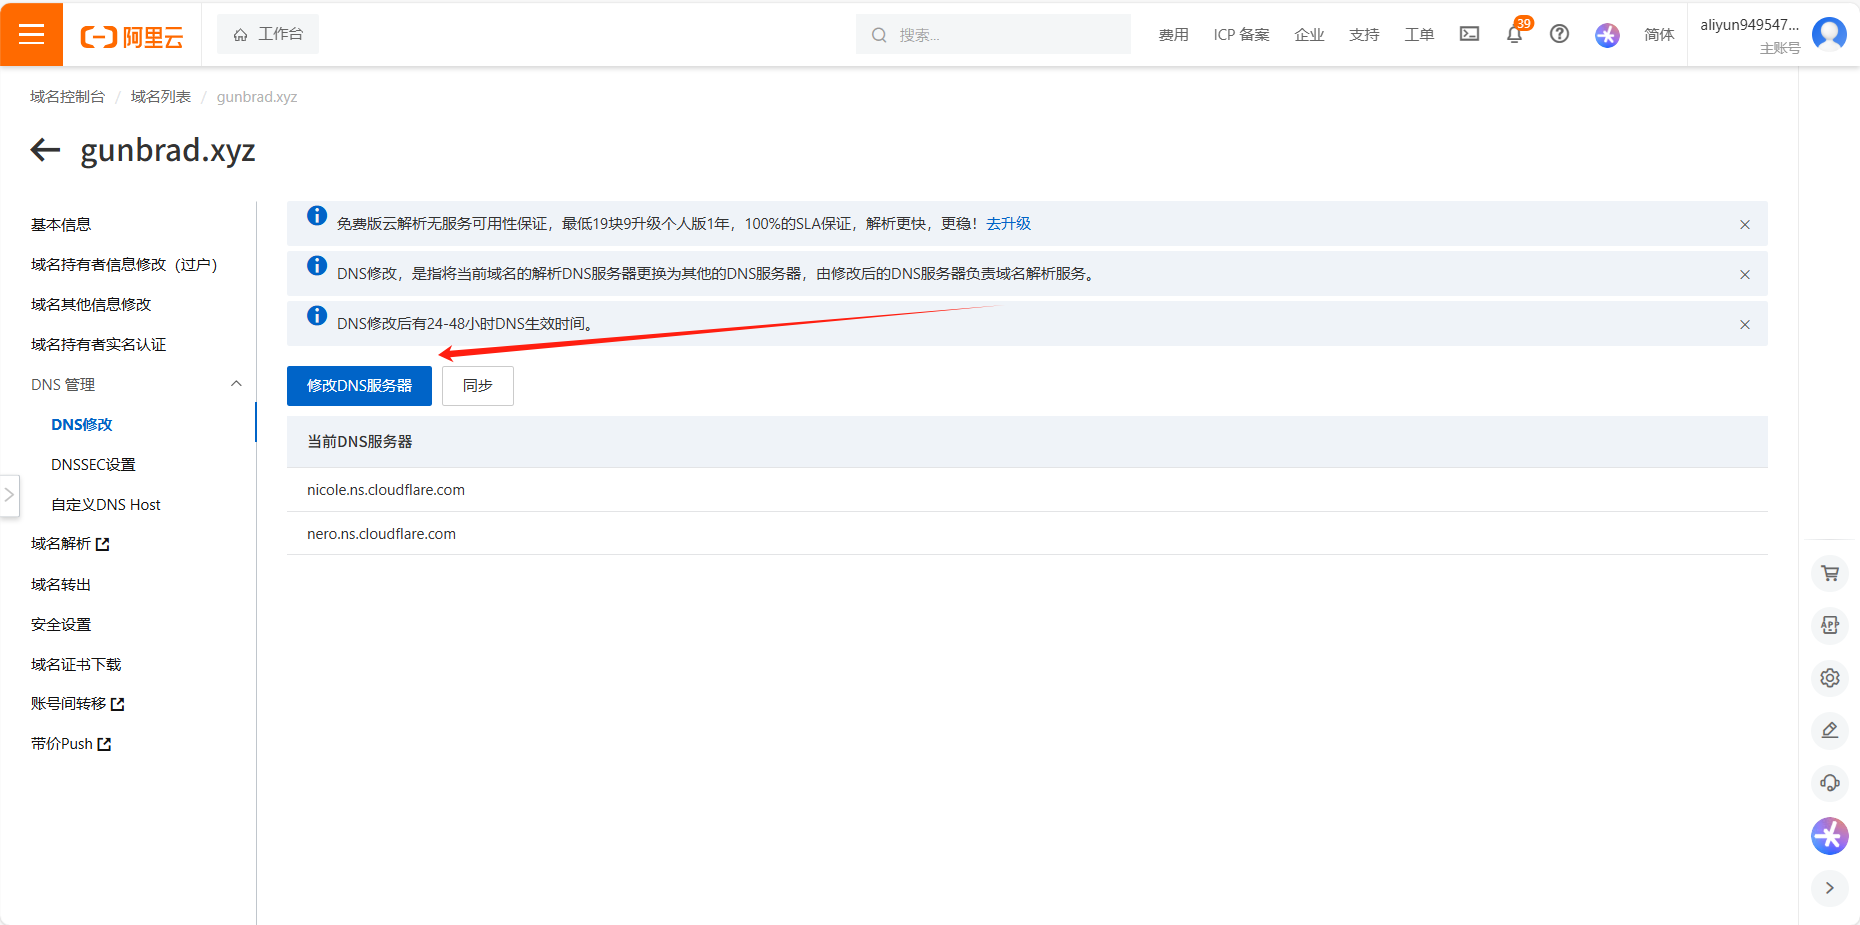 阿里云
工作台
搜索...
费用
ICP 备案
企业
支持
工单
39
简体
aliyun949547...
主账号
域名控制台 / 域名列表 / gunbrad.xyz
gunbrad.xyz
基本信息
域名持有者信息修改（过户）
域名其他信息修改
域名持有者实名认证
DNS 管理
DNS修改
DNSSEC设置
自定义DNS Host
域名解析
域名转出
安全设置
域名证书下载
账号间转移
带价Push
免费版云解析无服务可用性保证，最低19块9升级个人版1年，100%的SLA保证，解析更快，更稳！去升级
DNS修改，是指将当前域名的解析DNS服务器更换为其他的DNS服务器，由修改后的DNS服务器负责域名解析服务。
DNS修改后有24-48小时DNS生效时间。
修改DNS服务器
同步
当前DNS服务器
nicole.ns.cloudflare.com
nero.ns.cloudflare.com
APP